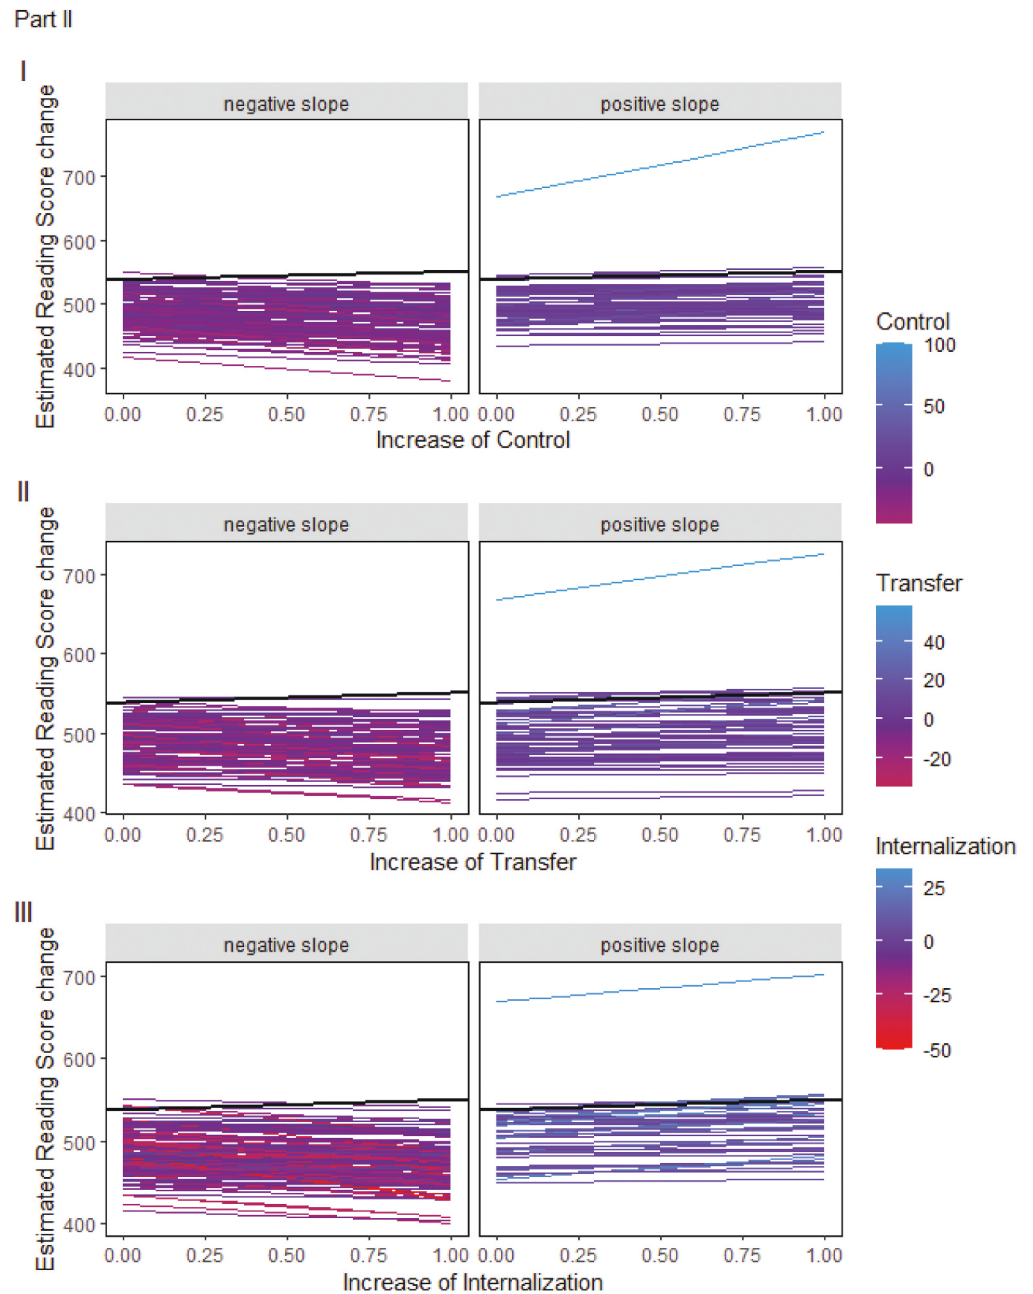 Part II
I
negative slope
positive slope
Estimated Reading Score change
700
600
500
400
0.00 0.25 0.50 0.75 1.00
0.00 0.25 0.50 0.75 1.00
Increase of Control
Control
100
50
0
II
negative slope
positive slope
Estimated Reading Score change
700
600
500
400
0.00 0.25 0.50 0.75 1.00
0.00 0.25 0.50 0.75 1.00
Increase of Transfer
Transfer
40
20
0
-20
III
negative slope
positive slope
Estimated Reading Score change
700
600
500
400
0.00 0.25 0.50 0.75 1.00
0.00 0.25 0.50 0.75 1.00
Increase of Internalization
Internalization
25
0
-25
-50